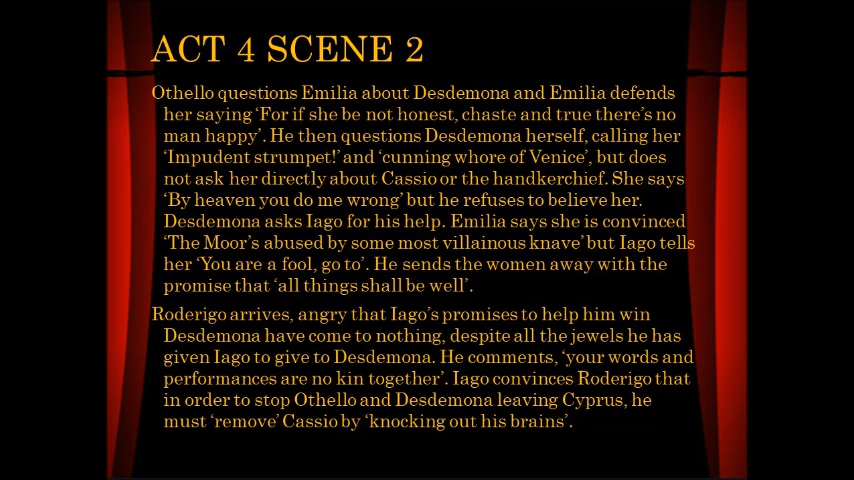 ACT 4 SCENE 2
Othello questions Emilia about Desdemona and Emilia defends
her saying ‘For if she be not honest, chaste and true there’s no
man happy’. He then questions Desdemona herself, calling her
‘Impudent strumpet!’ and ‘cunning whore of Venice’, but does
not ask her directly about Cassio or the handkerchief. She says
‘By heaven you do me wrong’ but he refuses to believe her.
Desdemona asks Iago for his help. Emilia says she is convinced
‘The Moor’s abused by some most villainous knave’ but Iago tells
her ‘You are a fool, go to’. He sends the women away with the
promise that ‘all things shall be well’.
Roderigo arrives, angry that Iago’s promises to help him win
Desdemona have come to nothing, despite all the jewels he has
given Iago to give to Desdemona. He comments, ‘your words and
performances are no kin together’. Iago convinces Roderigo that
in order to stop Othello and Desdemona leaving Cyprus, he
must ‘remove’ Cassio by ‘knocking out his brains’.